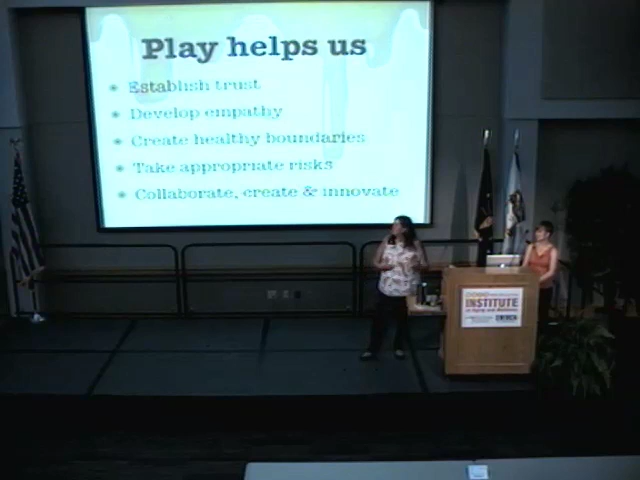 Play helps us
Establish trust
Develop empathy
Create healthy boundaries
Take appropriate risks
Collaborate, create & innovate
INSTITUTE